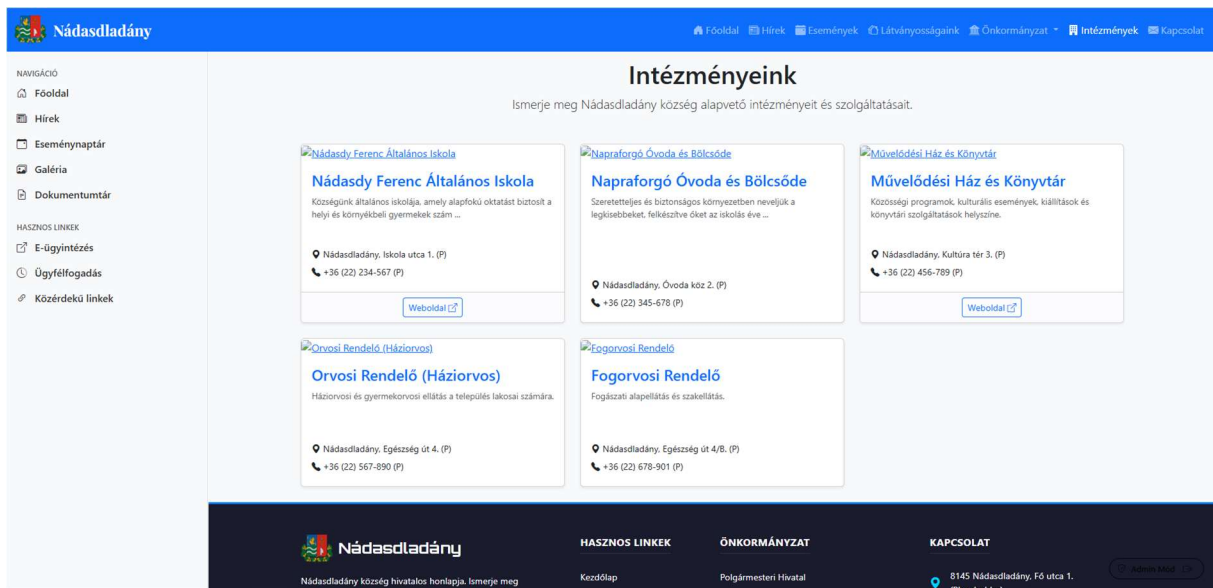 Nádasdladány
Főoldal Hírek Események Látványosságaink Önkormányzat Intézmények Kapcsolat
NAVIGÁCIÓ
Főoldal
Hírek
Eseménynaptár
Galéria
Dokumentumtár
HASZNOS LINKEK
E-ügyintézés
Ügyfélfogadás
Közérdekű linkek
Intézményeink
Ismerje meg Nádasdladány község alapvető intézményeit és szolgáltatásait.
Nádasdy Ferenc Általános Iskola
Nádasdy Ferenc Általános Iskola
Községünk általános iskolája, amely alapfokú oktatást biztosít a
helyi és környékbeli gyermekek szám ...
Nádasdladány, Iskola utca 1. (P)
+36 (22) 234-567 (P)
Weboldal
Napraforgó Óvoda és Bölcsőde
Napraforgó Óvoda és Bölcsőde
Szeretetteljes és biztonságos környezetben neveljük a
legkisebbeket, felkészítve őket az iskolás éve ...
Nádasdladány, Óvoda köz 2. (P)
+36 (22) 345-678 (P)
Művelődési Ház és Könyvtár
Művelődési Ház és Könyvtár
Közösségi programok, kulturális események, kiállítások és
könyvtári szolgáltatások helyszíne.
Nádasdladány, Kultúra tér 3. (P)
+36 (22) 456-789 (P)
Weboldal
Orvosi Rendelő (Háziorvos)
Orvosi Rendelő (Háziorvos)
Háziorvosi és gyermekorvosi ellátás a település lakosai számára.
Nádasdladány, Egészség út 4. (P)
+36 (22) 567-890 (P)
Fogorvosi Rendelő
Fogorvosi Rendelő
Fogászati alapellátás és szakellátás.
Nádasdladány, Egészség út 4/B. (P)
+36 (22) 678-901 (P)
Nádasdladány
Nádasdladány község hivatalos honlapja. Ismerje meg
HASZNOS LINKEK
Kezdőlap
ÖNKORMÁNYZAT
Polgármesteri Hivatal
KAPCSOLAT
8145 Nádasdladány, Fő utca 1.
Admin Mód